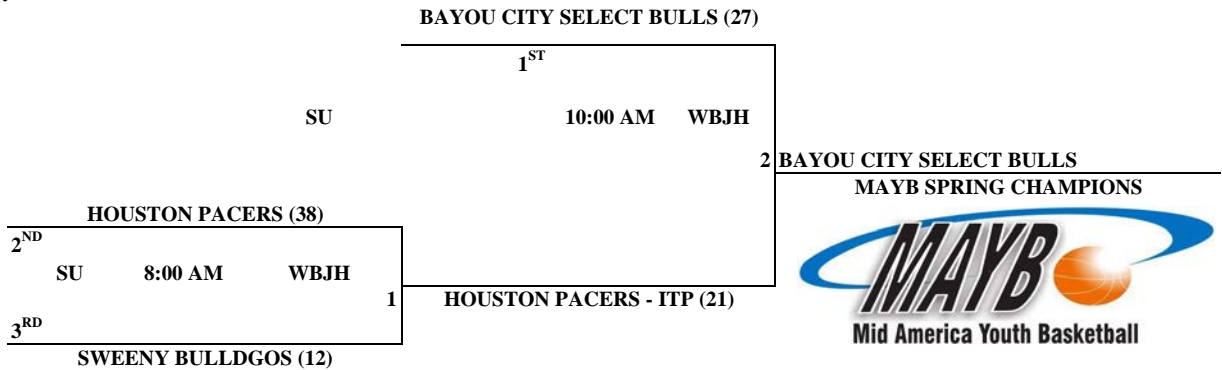 BAYOU CITY SELECT BULLS (27)
1ST
SU 10:00 AM WBJH
2 BAYOU CITY SELECT BULLS
MAYB SPRING CHAMPIONS
HOUSTON PACERS (38)
2ND
SU 8:00 AM WBJH
1
HOUSTON PACERS - ITP (21)
3RD
SWEENY BULLDGOS (12)
MAYB
Mid America Youth Basketball